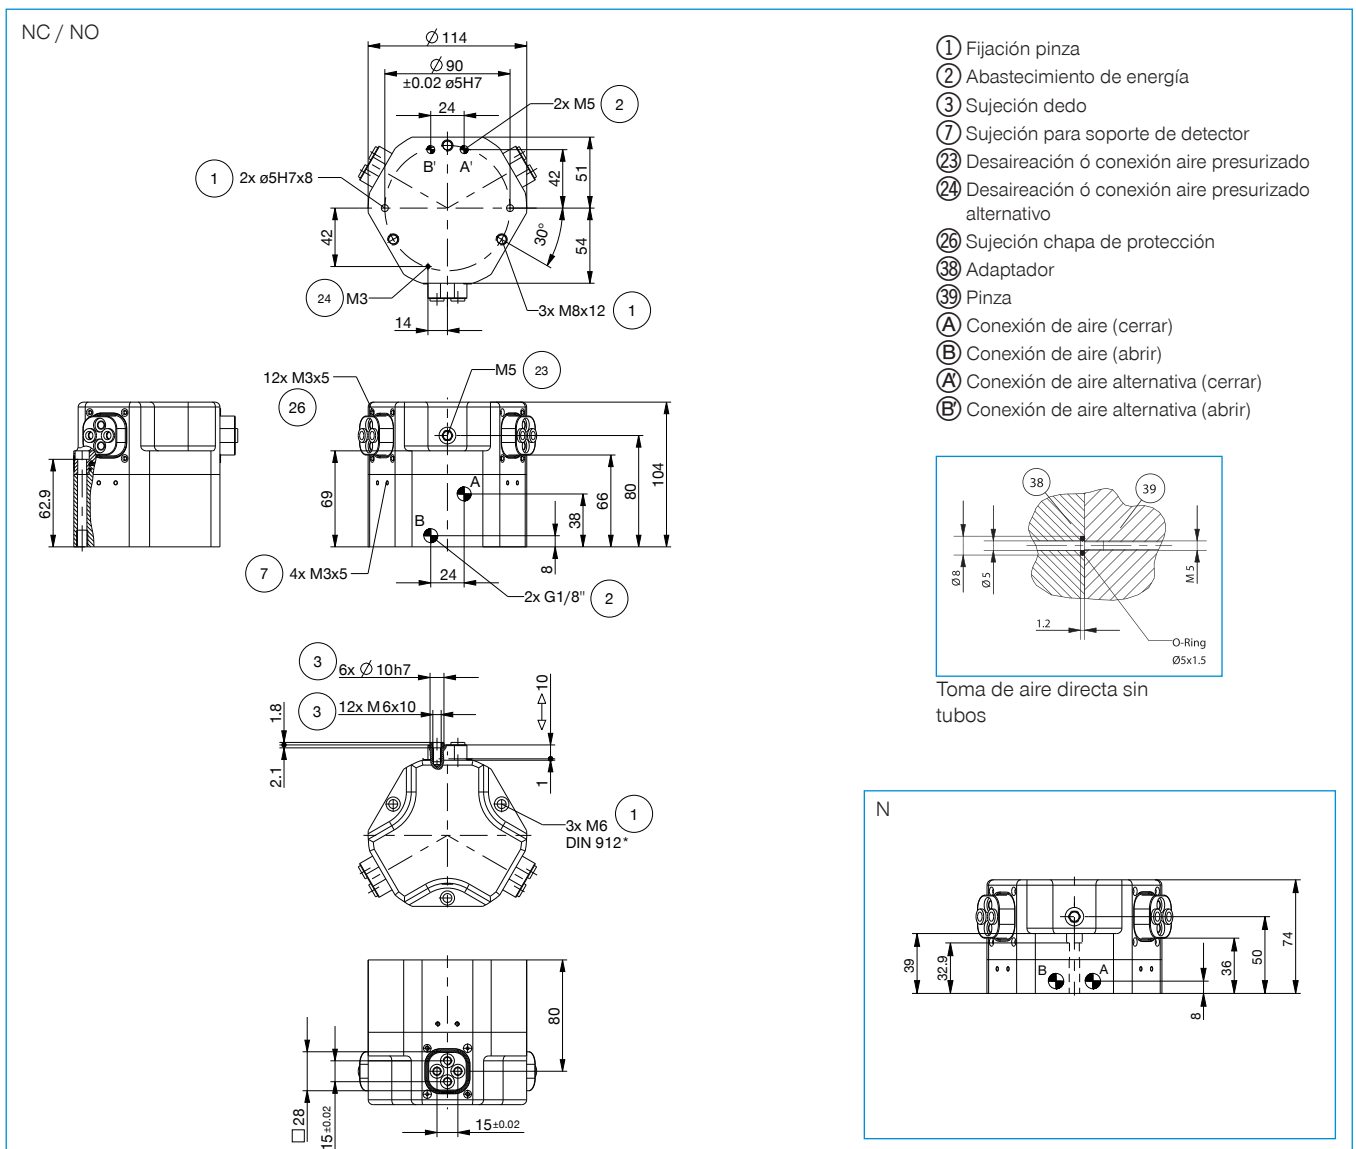 NC / NO
Ø 114
Ø 90
±0.02 ø5H7
24
2x M5
2
B'
A'
1
2x ø5H7x8
42
51
42
30°
54
24
M3
14
3x M8x12
1
12x M3x5
26
M5
23
62.9
69
A
B
38
66
80
104
8
7
4x M3x5
24
2x G1/8"
2
3
6x Ø 10h7
3
12x M6x10
1.8
2.1
10
1
3x M6
DIN 912*
1
80
□ 28
15±0.02
15±0.02
1 Fijación pinza
2 Abastecimiento de energía
3 Sujeción dedo
7 Sujeción para soporte de detector
23 Desaireación ó conexión aire presurizado
24 Desaireación ó conexión aire presurizado
alternativo
26 Sujeción chapa de protección
38 Adaptador
39 Pinza
A Conexión de aire (cerrar)
B Conexión de aire (abrir)
A' Conexión de aire alternativa (cerrar)
B' Conexión de aire alternativa (abrir)
38
39
Ø 8
Ø 5
M 5
1.2
O-Ring
Ø5x1.5
Toma de aire directa sin
tubos
N
39
32.9
B
A
36
50
74
8